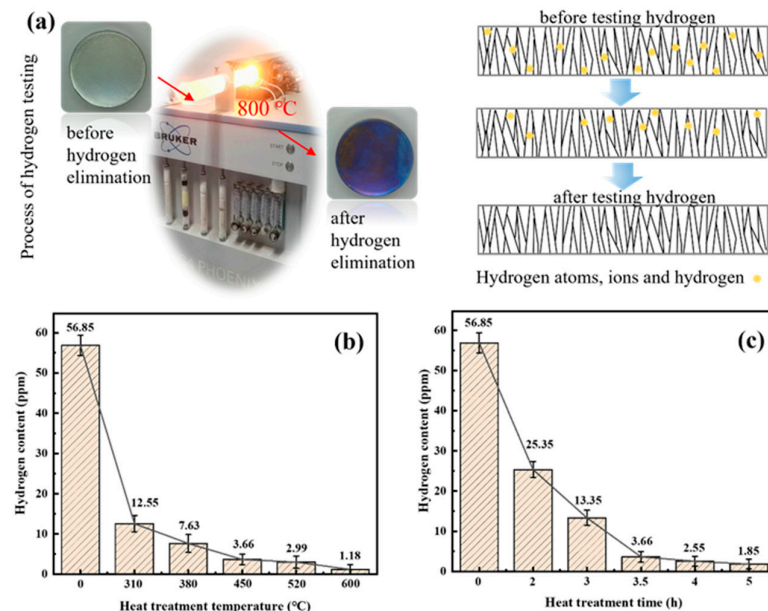 (a)
Process of hydrogen testing
before
hydrogen
elimination
800 ℃
BRUKER
START
STOP
PHOENIX
after
hydrogen
elimination
before testing hydrogen
after testing hydrogen
Hydrogen atoms, ions and hydrogen
(b)
Hydrogen content (ppm)
60
50
40
30
20
10
0
56.85
12.55
7.63
3.66
2.99
1.18
0 310 380 450 520 600
Heat treatment temperature (℃)
(c)
Hydrogen content (ppm)
60
50
40
30
20
10
0
56.85
25.35
13.35
3.66
2.55
1.85
0 2 3 3.5 4 5
Heat treatment time (h)